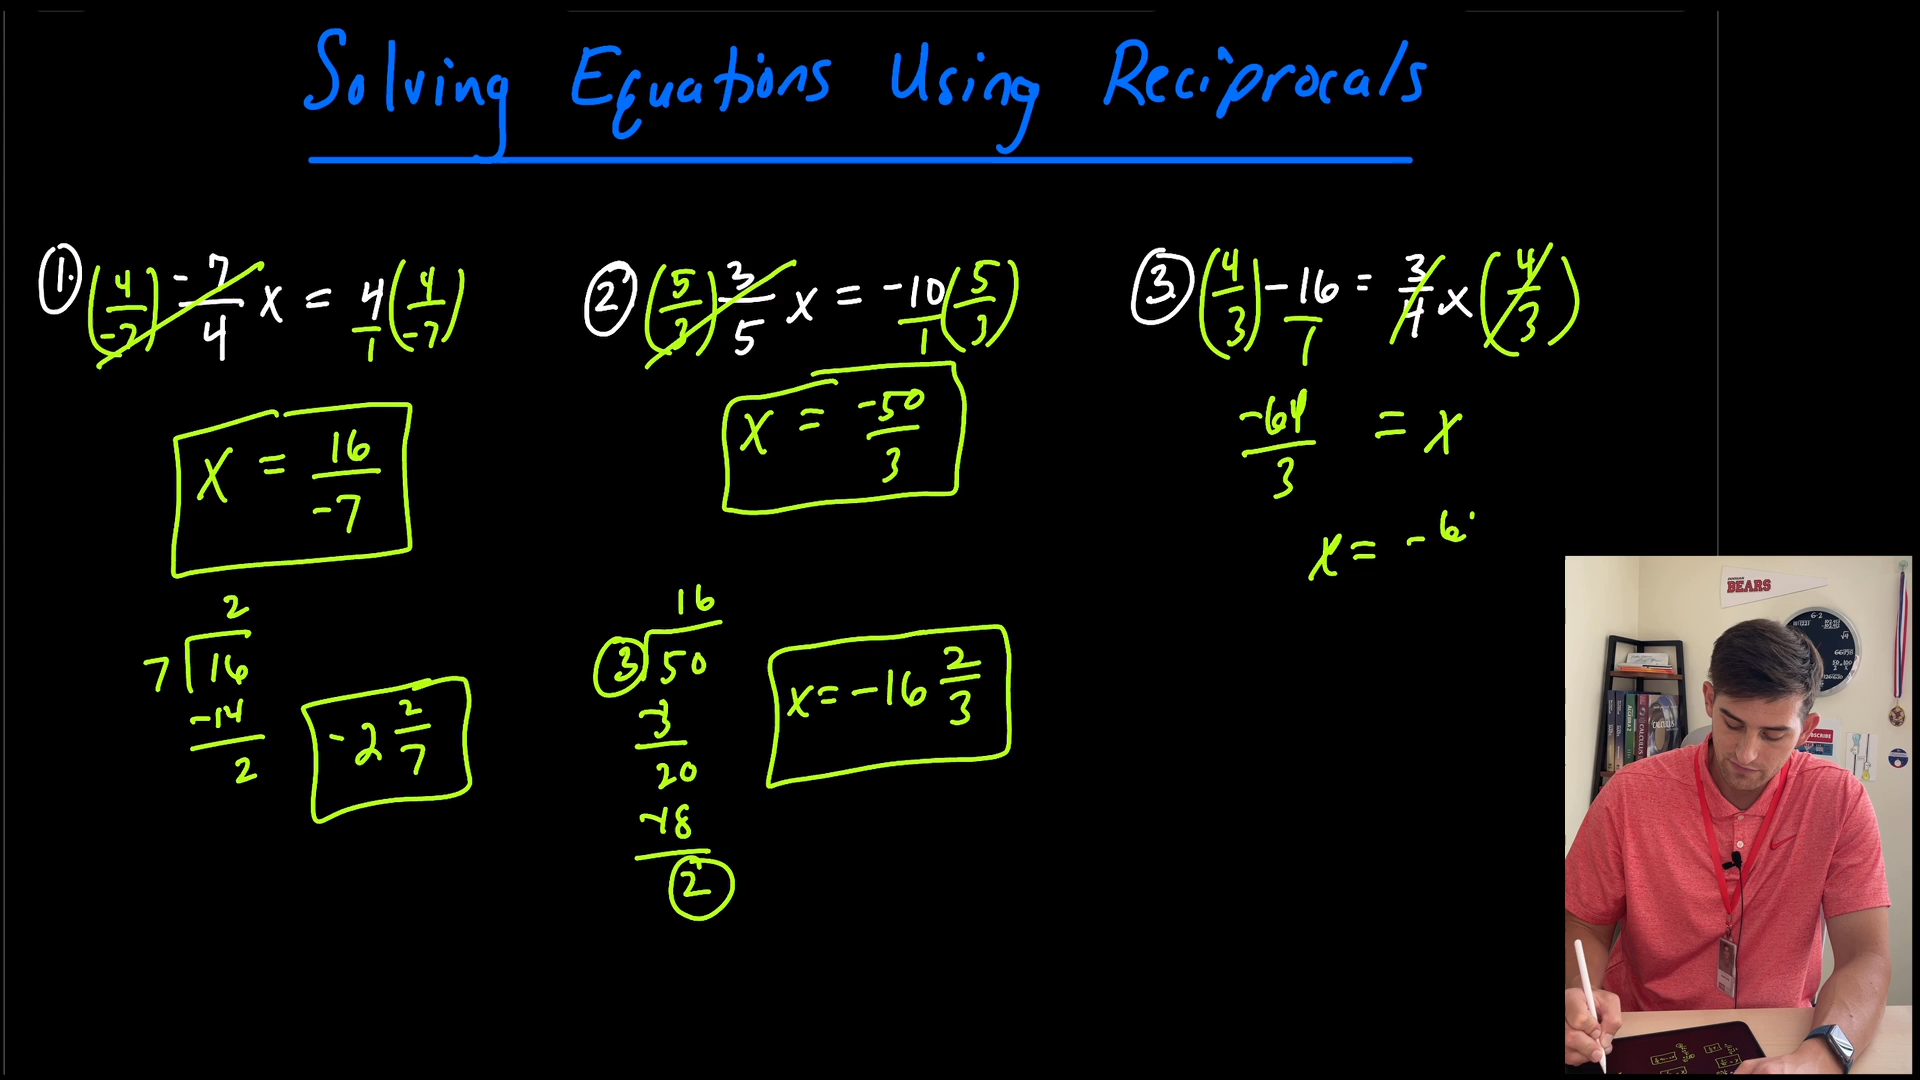 Solving Equations Using Reciprocals
① (4/-7) -7/4 x = 4/1 (4/-7)
x = 16/-7
2
7 16
-14
2
-2 2/7
② (5/3) 3/5 x = -10/1 (5/3)
x = -50/3
16
3 50
-3
20
-18
2
x = -16 2/3
③ (4/3) -16/1 = 3/4 x (4/3)
-64/3 = x
x = -6
BEARS
CALCULUS